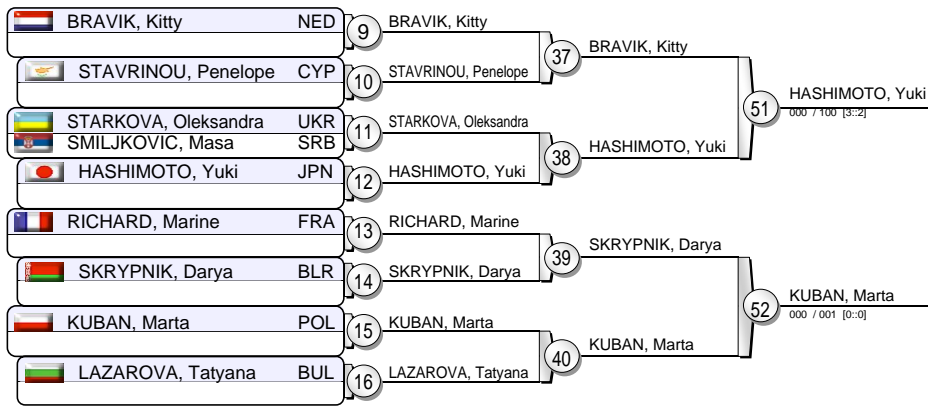 BRAVIK, Kitty NED
STAVRINOU, Penelope CYP
STARKOVA, Oleksandra UKR
SMILJKOVIC, Masa SRB
HASHIMOTO, Yuki JPN
RICHARD, Marine FRA
SKRYPNIK, Darya BLR
KUBAN, Marta POL
LAZAROVA, Tatyana BUL
9
10
11
12
13
14
15
16
BRAVIK, Kitty
STAVRINOU, Penelope
STARKOVA, Oleksandra
HASHIMOTO, Yuki
RICHARD, Marine
SKRYPNIK, Darya
KUBAN, Marta
LAZAROVA, Tatyana
37
38
39
40
BRAVIK, Kitty
HASHIMOTO, Yuki
SKRYPNIK, Darya
KUBAN, Marta
51
52
HASHIMOTO, Yuki
000 / 100 [3::2]
KUBAN, Marta
000 / 001 [0::0]